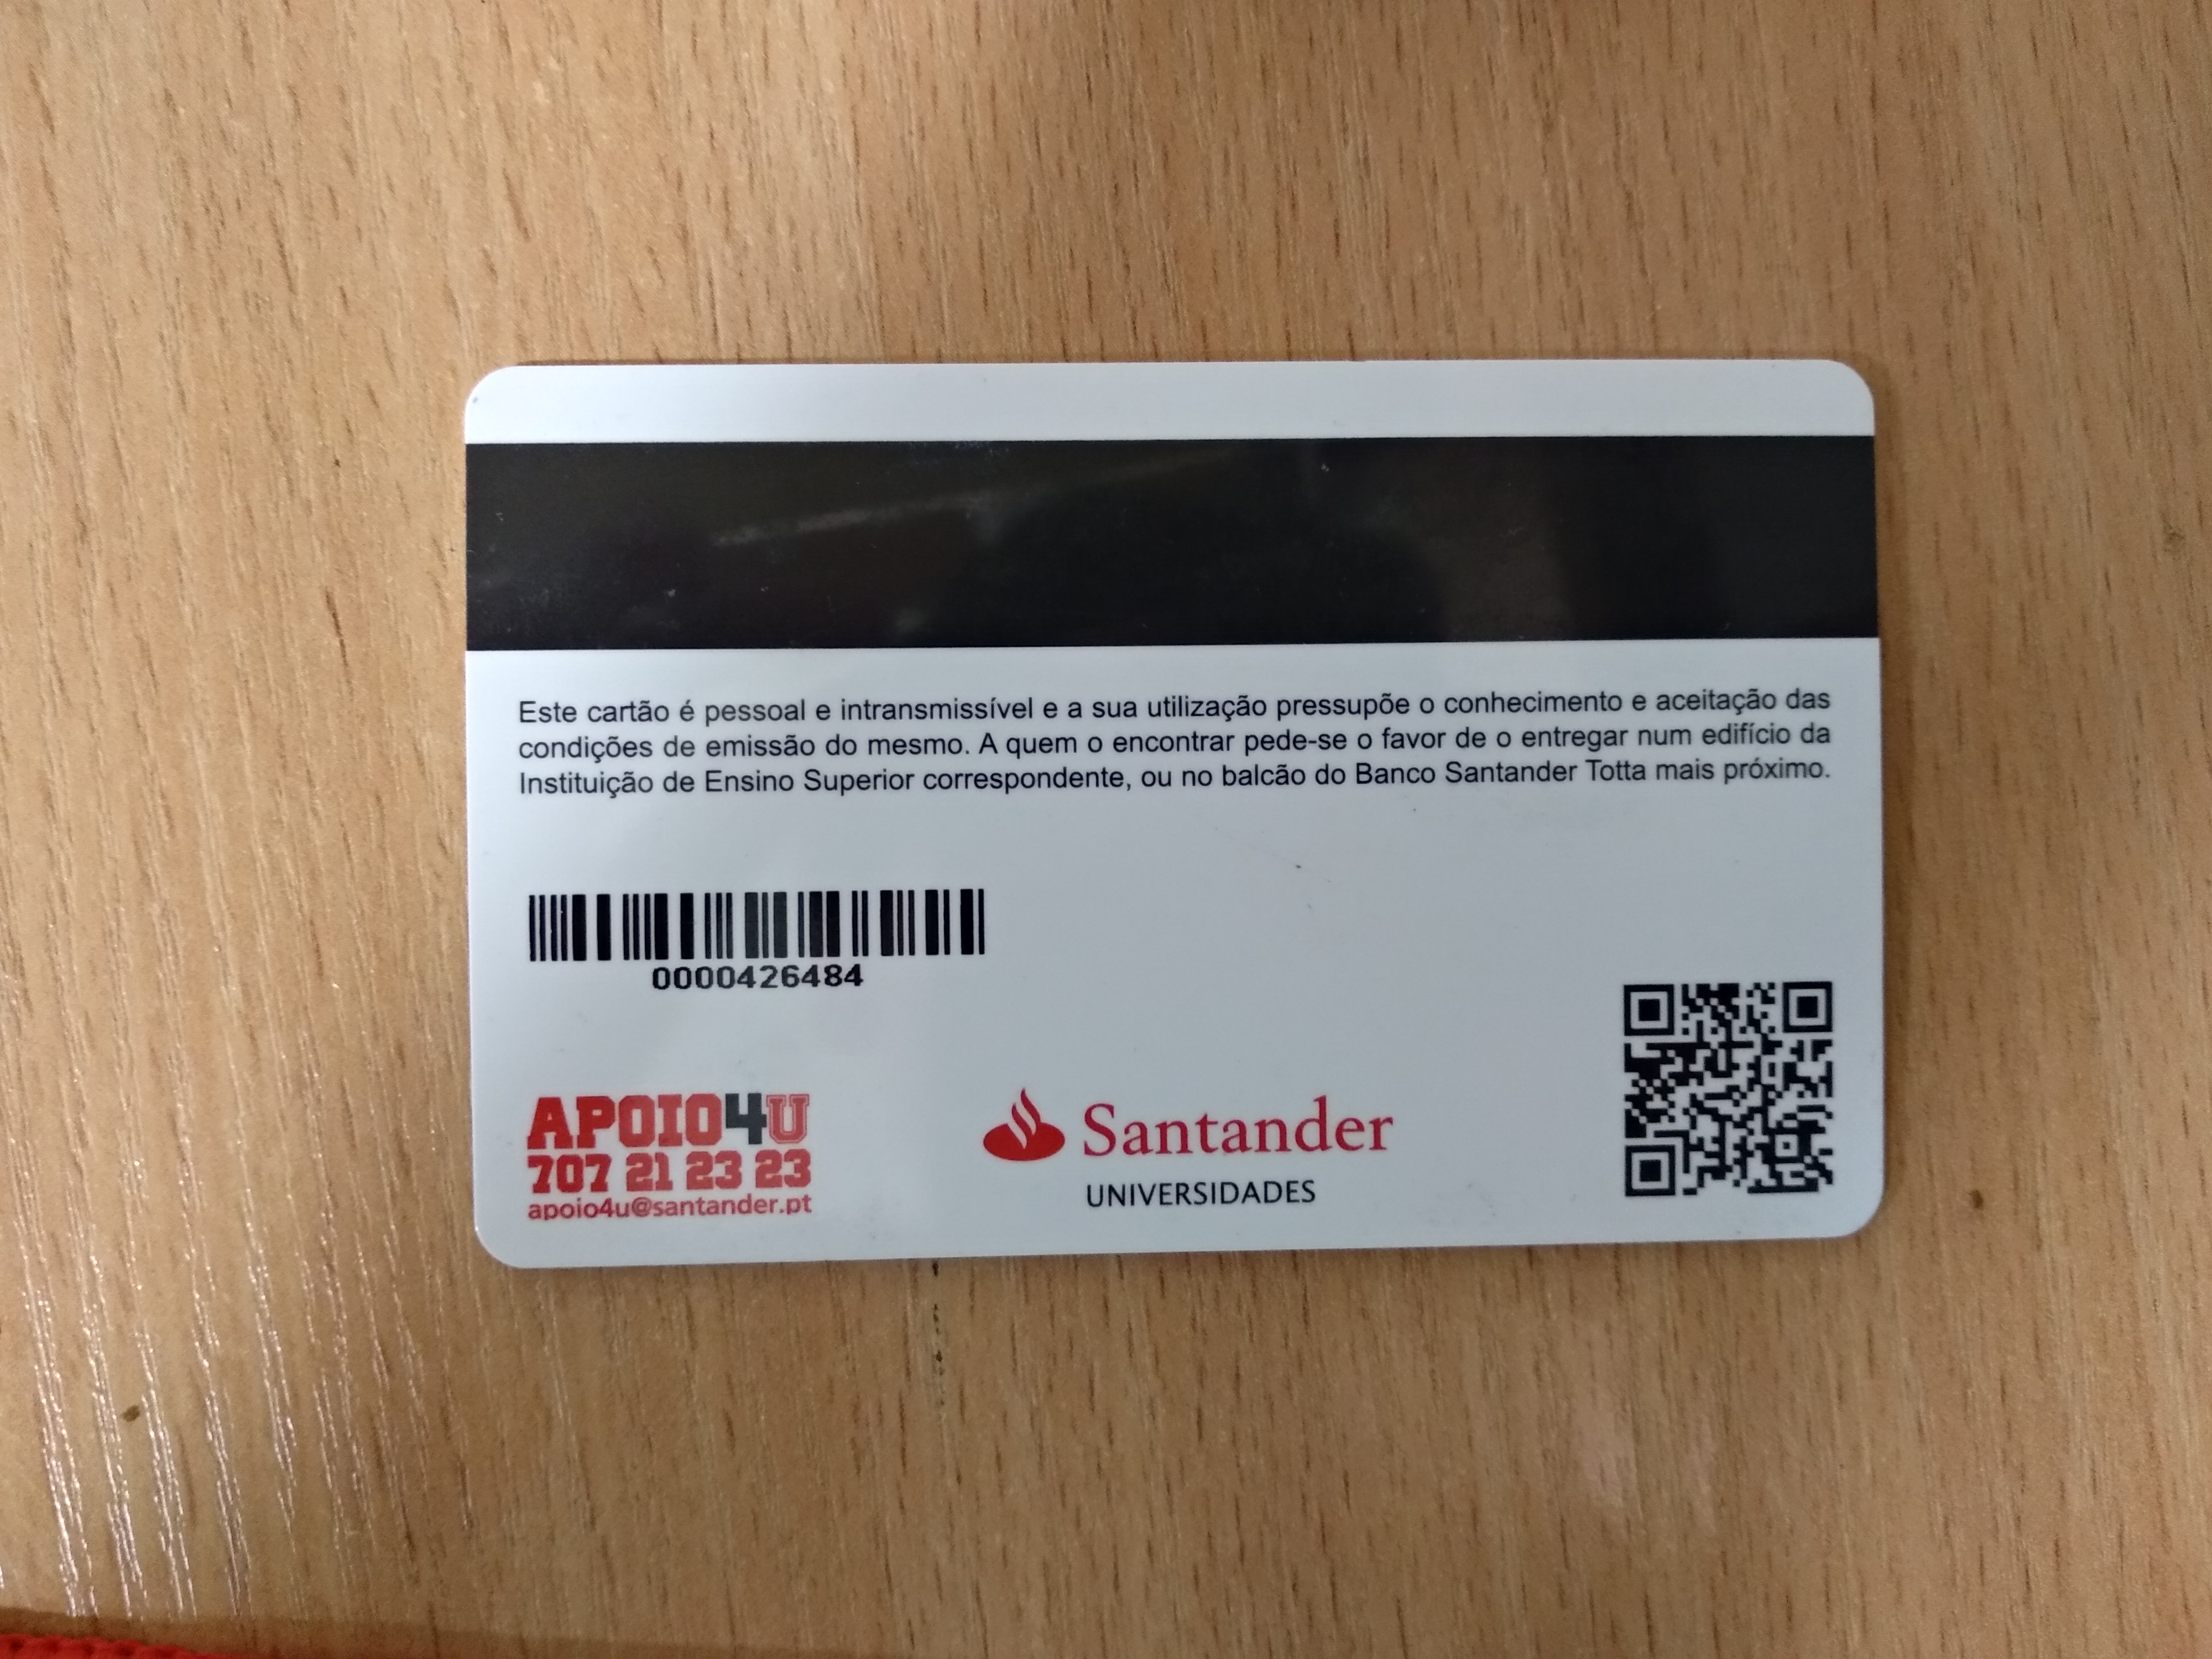 Este cartão é pessoal e intransmissível e a sua utilização pressupõe o conhecimento e aceitação das
condições de emissão do mesmo. A quem o encontrar pede-se o favor de o entregar num edifício da
Instituição de Ensino Superior correspondente, ou no balcão do Banco Santander Totta mais próximo.
0000426484
APOIO4U
707 21 23 23
apoio4u@santander.pt
Santander
UNIVERSIDADES